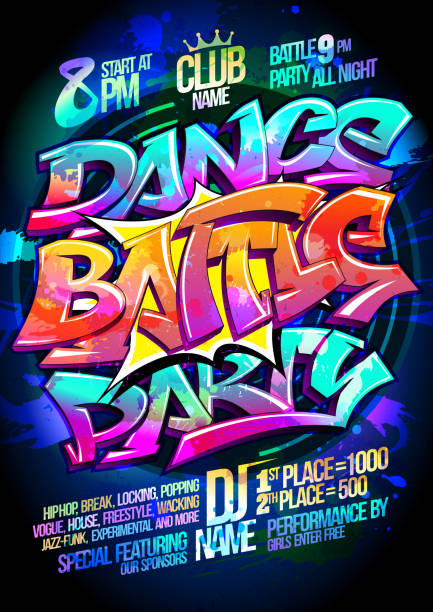 8 START AT
PM
CLUB
NAME
BATTLE 9 PM
PARTY ALL NIGHT
DANCE
BATTLE
PARTY
HIPHOP, BREAK, LOCKING, POPPING
VOGUE, HOUSE, FREESTYLE, WACKING
JAZZ-FUNK, EXPERIMENTAL AND MORE
SPECIAL FEATURING
OUR SPONSORS
DJ
NAME
1ST PLACE=1000
2TH PLACE=500
PERFORMANCE BY
GIRLS ENTER FREE